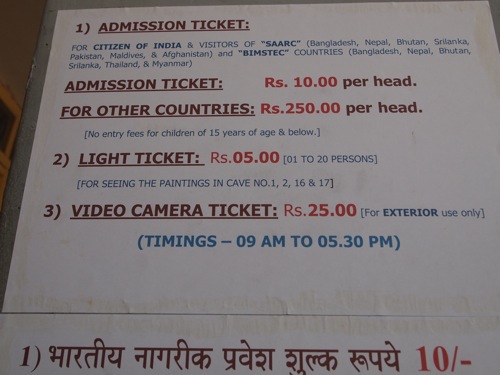 1) ADMISSION TICKET:
FOR CITIZEN OF INDIA & VISITORS OF "SAARC" (Bangladesh, Nepal, Bhutan, Srilanka,
Pakistan, Maldives, & Afghanistan) and "BIMSTEC" COUNTRIES (Bangladesh, Nepal, Bhutan,
Srilanka, Thailand, & Myanmar)
ADMISSION TICKET: Rs. 10.00 per head.
FOR OTHER COUNTRIES: Rs.250.00 per head.
[No entry fees for children of 15 years of age & below.]
2) LIGHT TICKET: Rs.05.00 [01 TO 20 PERSONS]
[FOR SEEING THE PAINTINGS IN CAVE NO.1, 2, 16 & 17]
3) VIDEO CAMERA TICKET: Rs.25.00 [For EXTERIOR use only]
(TIMINGS – 09 AM TO 05.30 PM)
1) भारतीय नागरीक प्रवेश शुल्क रूपये 10/-